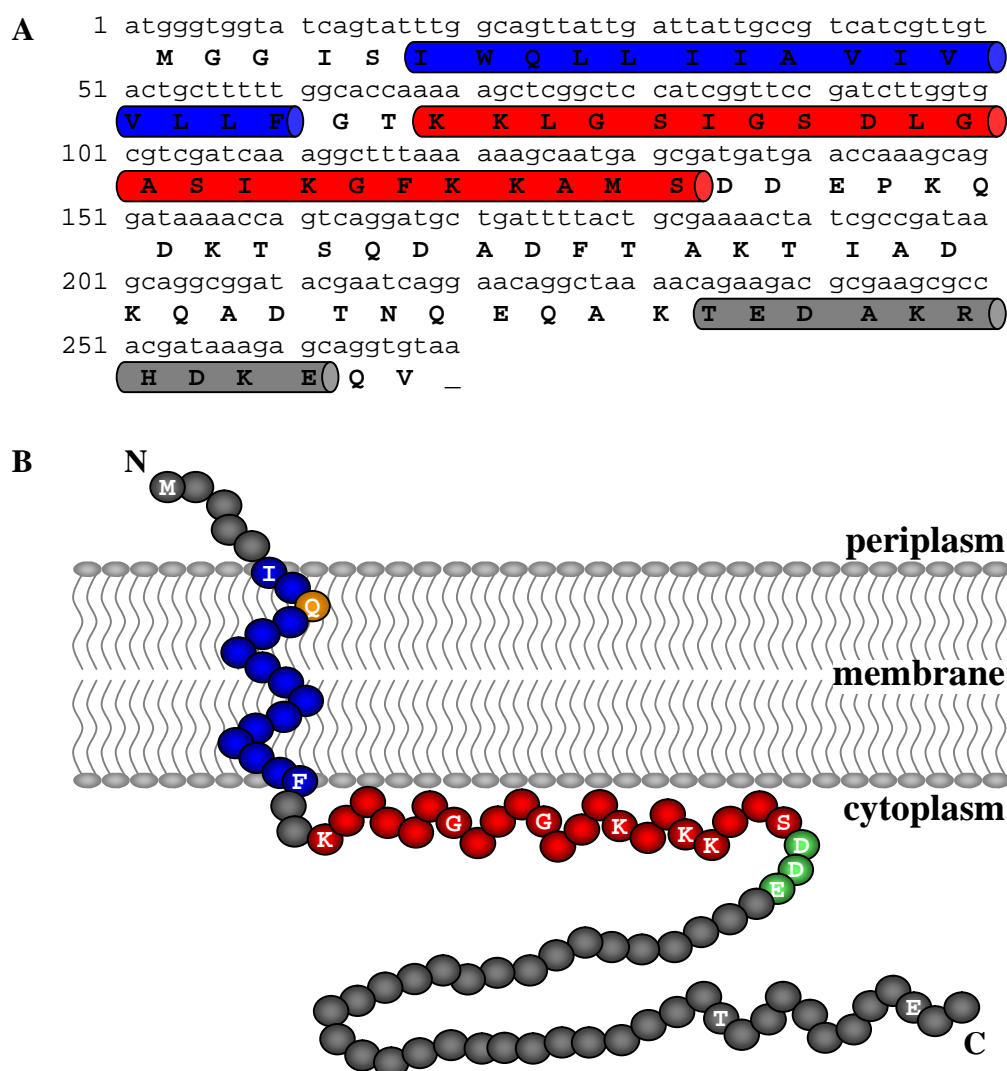 A
1 atgggtggta tcagtatttg gcagttattg attattgccg tcatcgttgt
M G G I S I W Q L L I I A V I V
51 actgcttttt ggcaccaaaa agctcggctc catcggttcc gatcttggtg
V L L F G T K K L G S I G S D L G
101 cgtcgatcaa aggctttaaa aaagcaatga gcgatgatga accaaagcag
A S I K G F K K A M S D D E P K Q
151 gataaaacca gtcaggatgc tgattttact gcgaaaacta tcgccgataa
D K T S Q D A D F T A K T I A D
201 gcaggcggat acgaatcagg aacaggctaa aacagaagac gcgaagcgcc
K Q A D T N Q E Q A K T E D A K R
251 acgataaaga gcaggtgtaa
H D K E Q V _
B
N
M
periplasm
I
Q
membrane
F
cytoplasm
K G G K K K S
D
D
E
T E
C